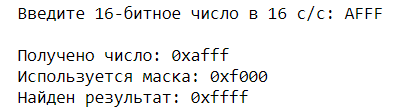 Введите 16-битное число в 16 с/с: AFFF
Получено число: 0xafff
Используется маска: 0xf000
Найден результат: 0xffff